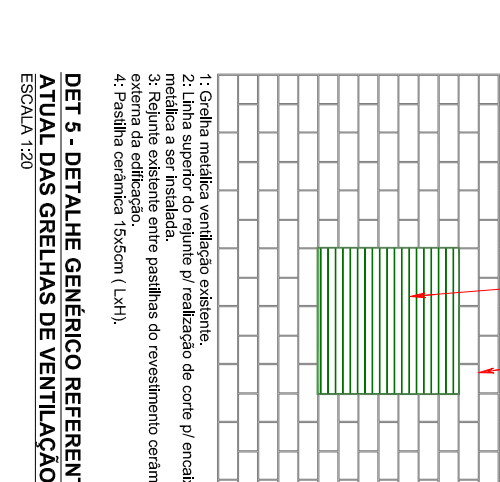 1: Grelha metálica ventilação existente.
2: Linha superior do rejunte p/ realização de corte p/ encai
metálica a ser instalada.
3: Rejunte existente entre pastilhas do revestimento cerâm
externa da edificação.
4: Pastilha cerâmica 15x5cm ( LxH).
DET 5 - DETALHE GENÉRICO REFEREN
ATUAL DAS GRELHAS DE VENTILAÇÃO
ESCALA 1:20